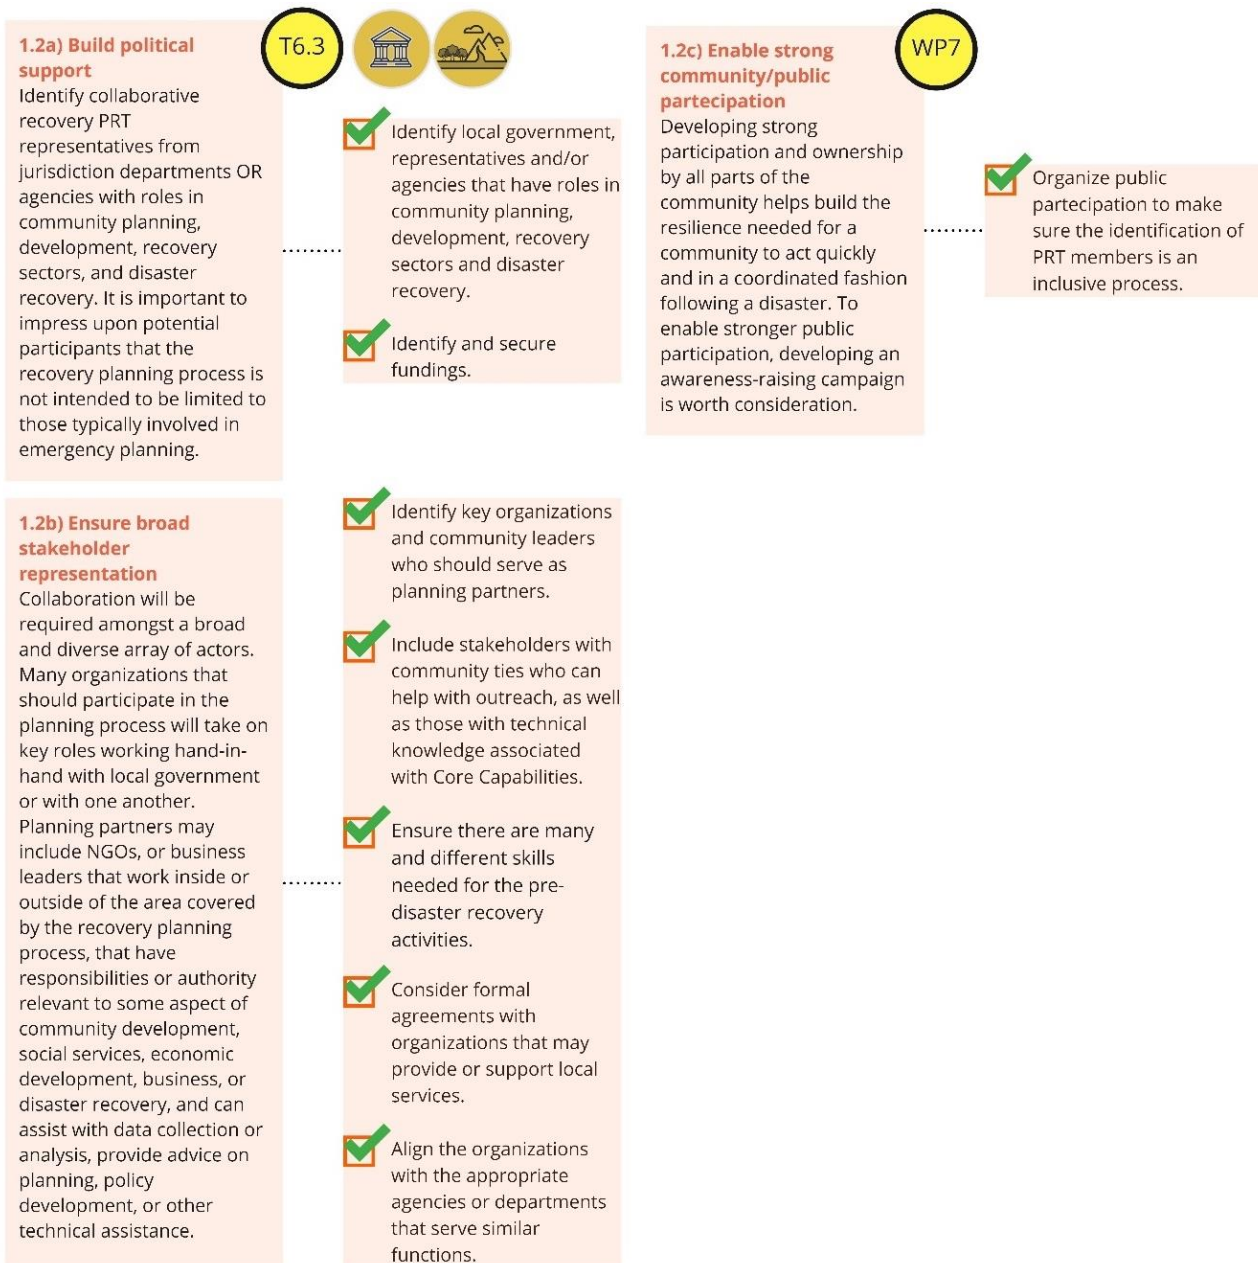 1.2a) Build political
support
Identify collaborative
recovery PRT
representatives from
jurisdiction departments OR
agencies with roles in
community planning,
development, recovery
sectors, and disaster
recovery. It is important to
impress upon potential
participants that the
recovery planning process is
not intended to be limited to
those typically involved in
emergency planning.
T6.3
Identify local government,
representatives and/or
agencies that have roles in
community planning,
development, recovery
sectors and disaster
recovery.
Identify and secure
fundings.
1.2b) Ensure broad
stakeholder
representation
Collaboration will be
required amongst a broad
and diverse array of actors.
Many organizations that
should participate in the
planning process will take on
key roles working hand-in-
hand with local government
or with one another.
Planning partners may
include NGOs, or business
leaders that work inside or
outside of the area covered
by the recovery planning
process, that have
responsibilities or authority
relevant to some aspect of
community development,
social services, economic
development, business, or
disaster recovery, and can
assist with data collection or
analysis, provide advice on
planning, policy
development, or other
technical assistance.
Identify key organizations
and community leaders
who should serve as
planning partners.
Include stakeholders with
community ties who can
help with outreach, as well
as those with technical
knowledge associated
with Core Capabilities.
Ensure there are many
and different skills
needed for the pre-
disaster recovery
activities.
Consider formal
agreements with
organizations that may
provide or support local
services.
Align the organizations
with the appropriate
agencies or departments
that serve similar
functions.
1.2c) Enable strong
community/public
partecipation
Developing strong
participation and ownership
by all parts of the
community helps build the
resilience needed for a
community to act quickly
and in a coordinated fashion
following a disaster. To
enable stronger public
participation, developing an
awareness-raising campaign
is worth consideration.
WP7
Organize public
partecipation to make
sure the identification of
PRT members is an
inclusive process.